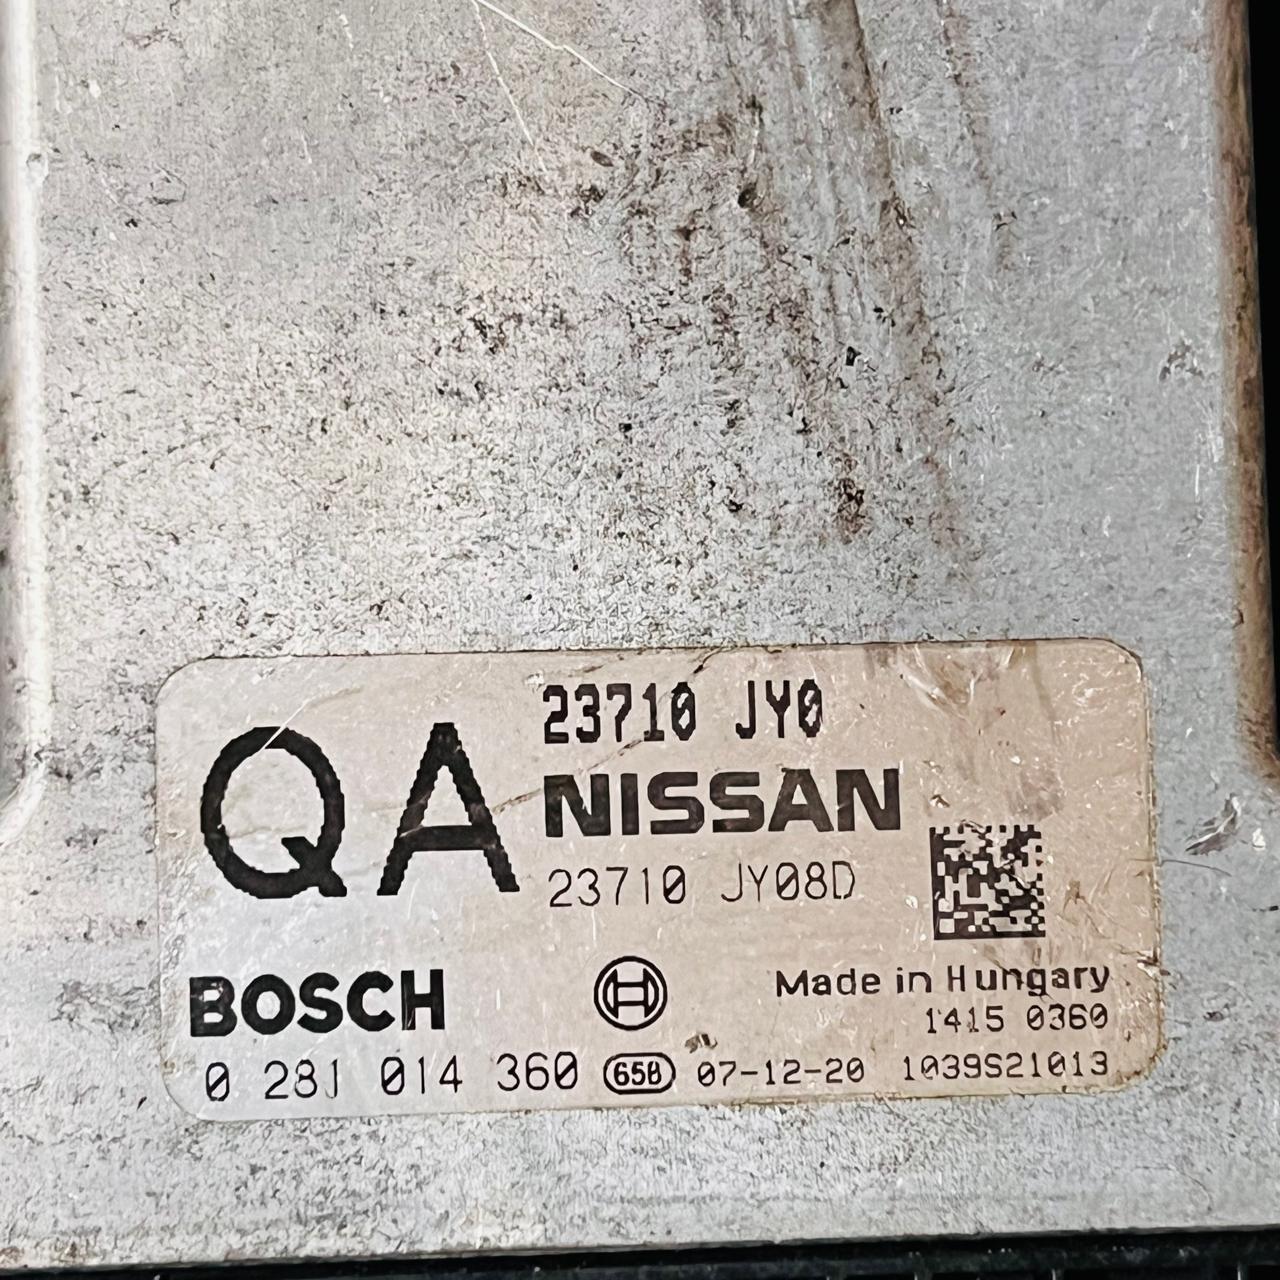 QA
23710 JY0
NISSAN
23710 JY08D
BOSCH
Made in Hungary
1415 0360
0 281 014 360 65B 07-12-20 1039S21013